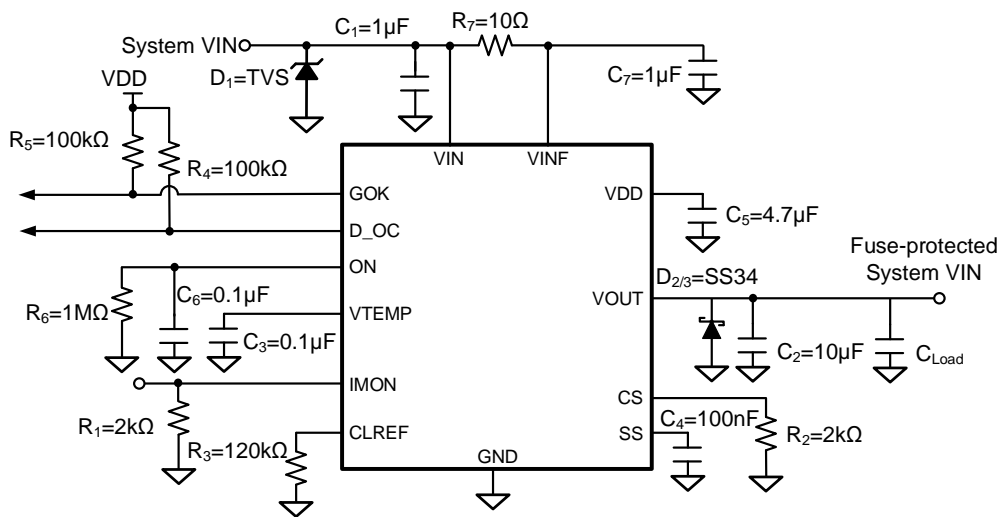 C1=1µF
R7=10Ω
System VIN
D1=TVS
C7=1µF
VDD
R5=100kΩ
R4=100kΩ
VIN
VINF
GOK
VDD
C5=4.7µF
D_OC
Fuse-protected
System VIN
ON
D2/3=SS34
C6=0.1µF
VOUT
R6=1MΩ
VTEMP
C3=0.1µF
C2=10µF
CLoad
IMON
CS
R1=2kΩ
C4=100nF
CLREF
SS
R2=2kΩ
R3=120kΩ
GND